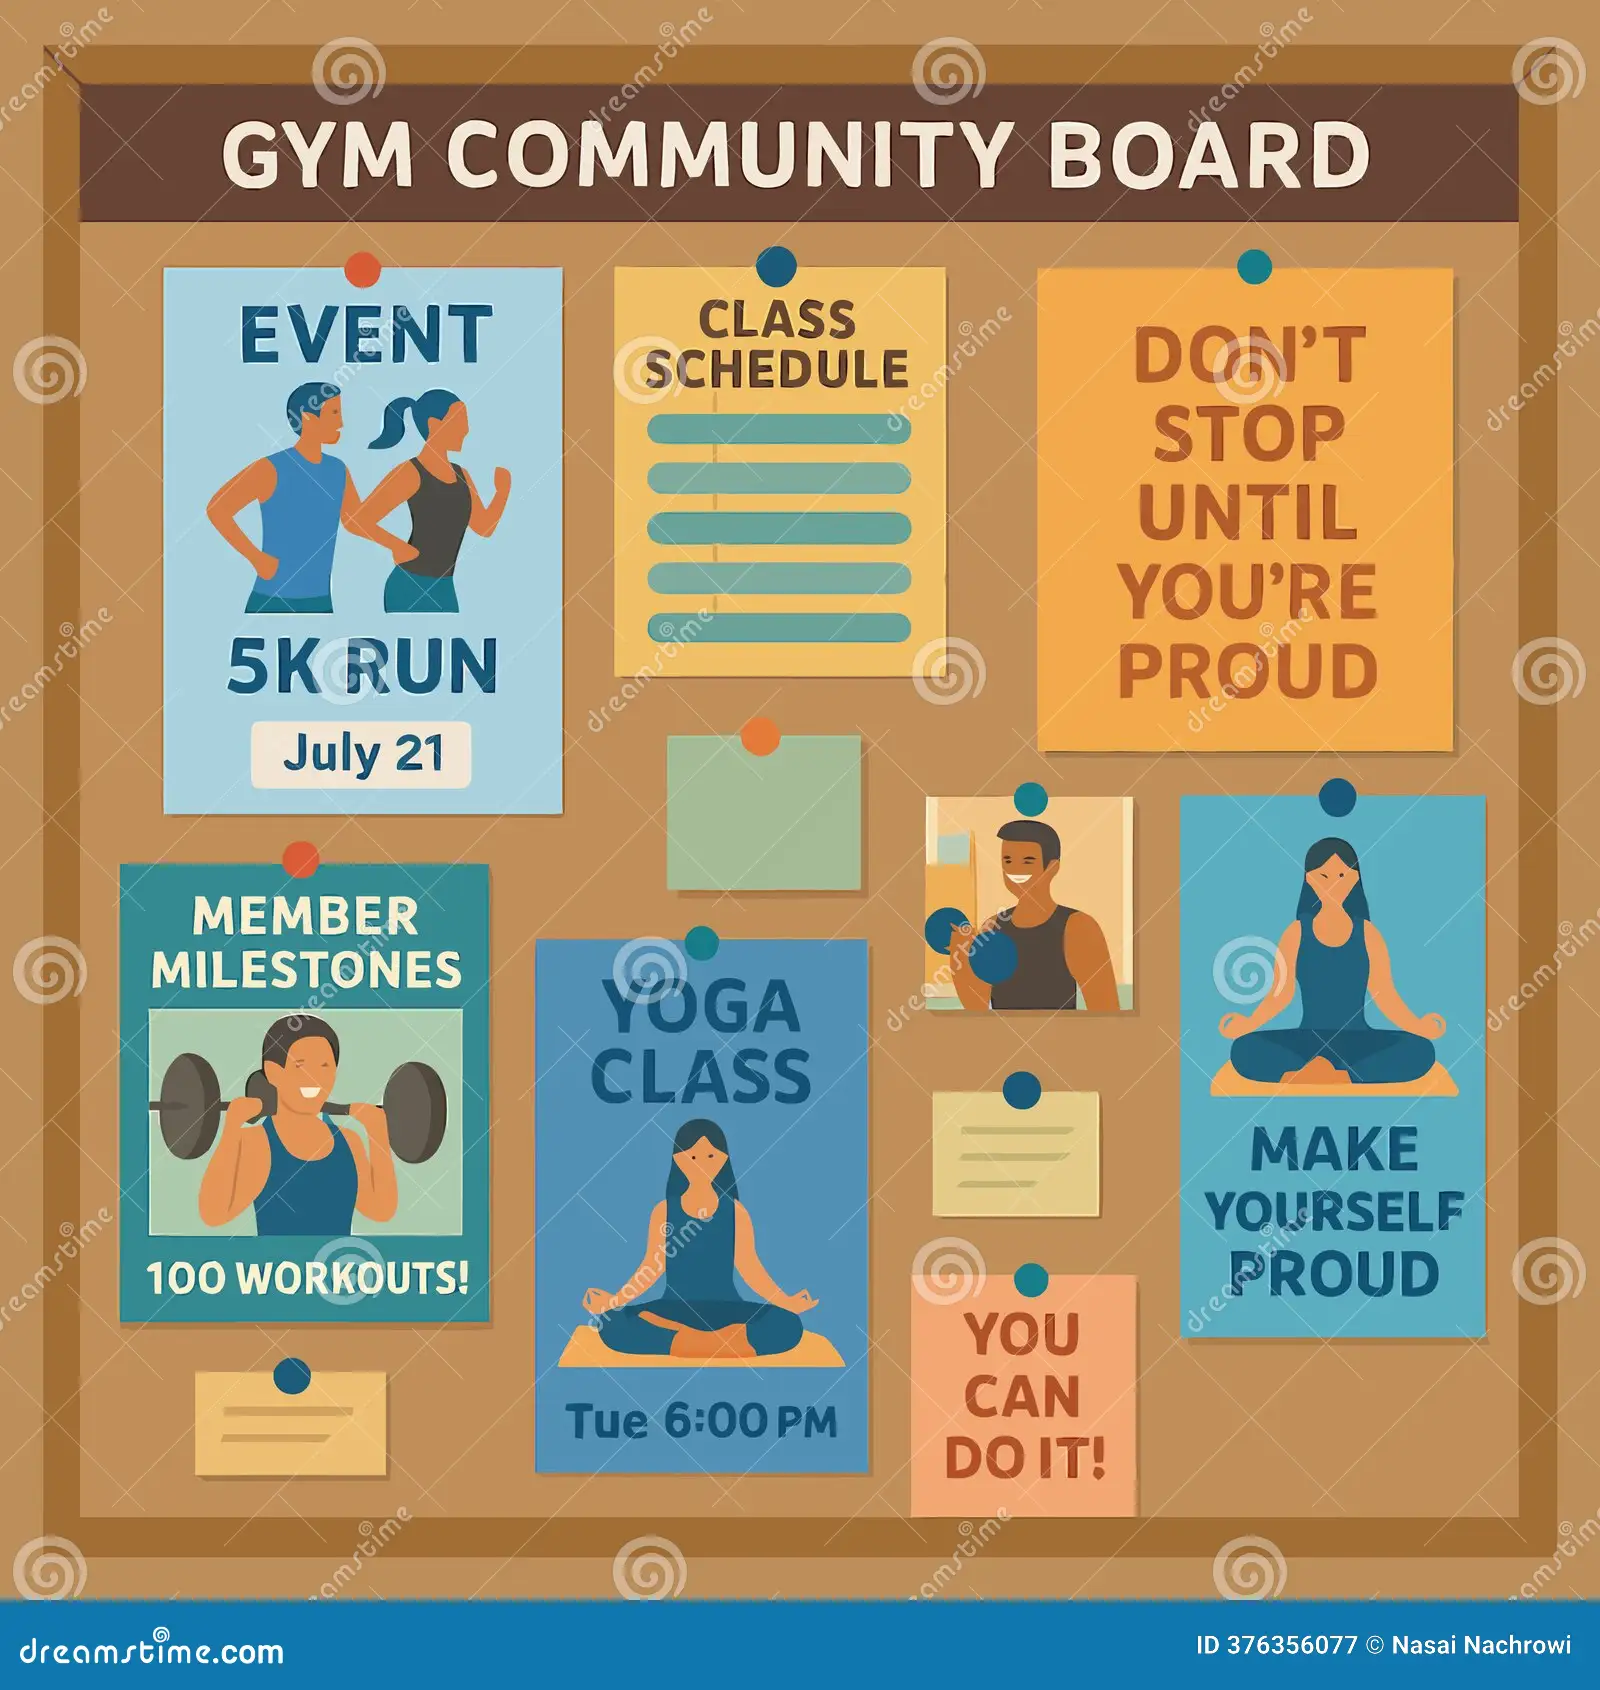 GYM COMMUNITY BOARD
EVENT
5K RUN
July 21
CLASS
SCHEDULE
DON'T
STOP
UNTIL
YOU'RE
PROUD
MEMBER
MILESTONES
100 WORKOUTS!
YOGA
CLASS
Tue 6:00 PM
MAKE
YOURSELF
PROUD
YOU
CAN
DO IT!
dreamstime.com
ID 376356077 © Nasai Nachrowi